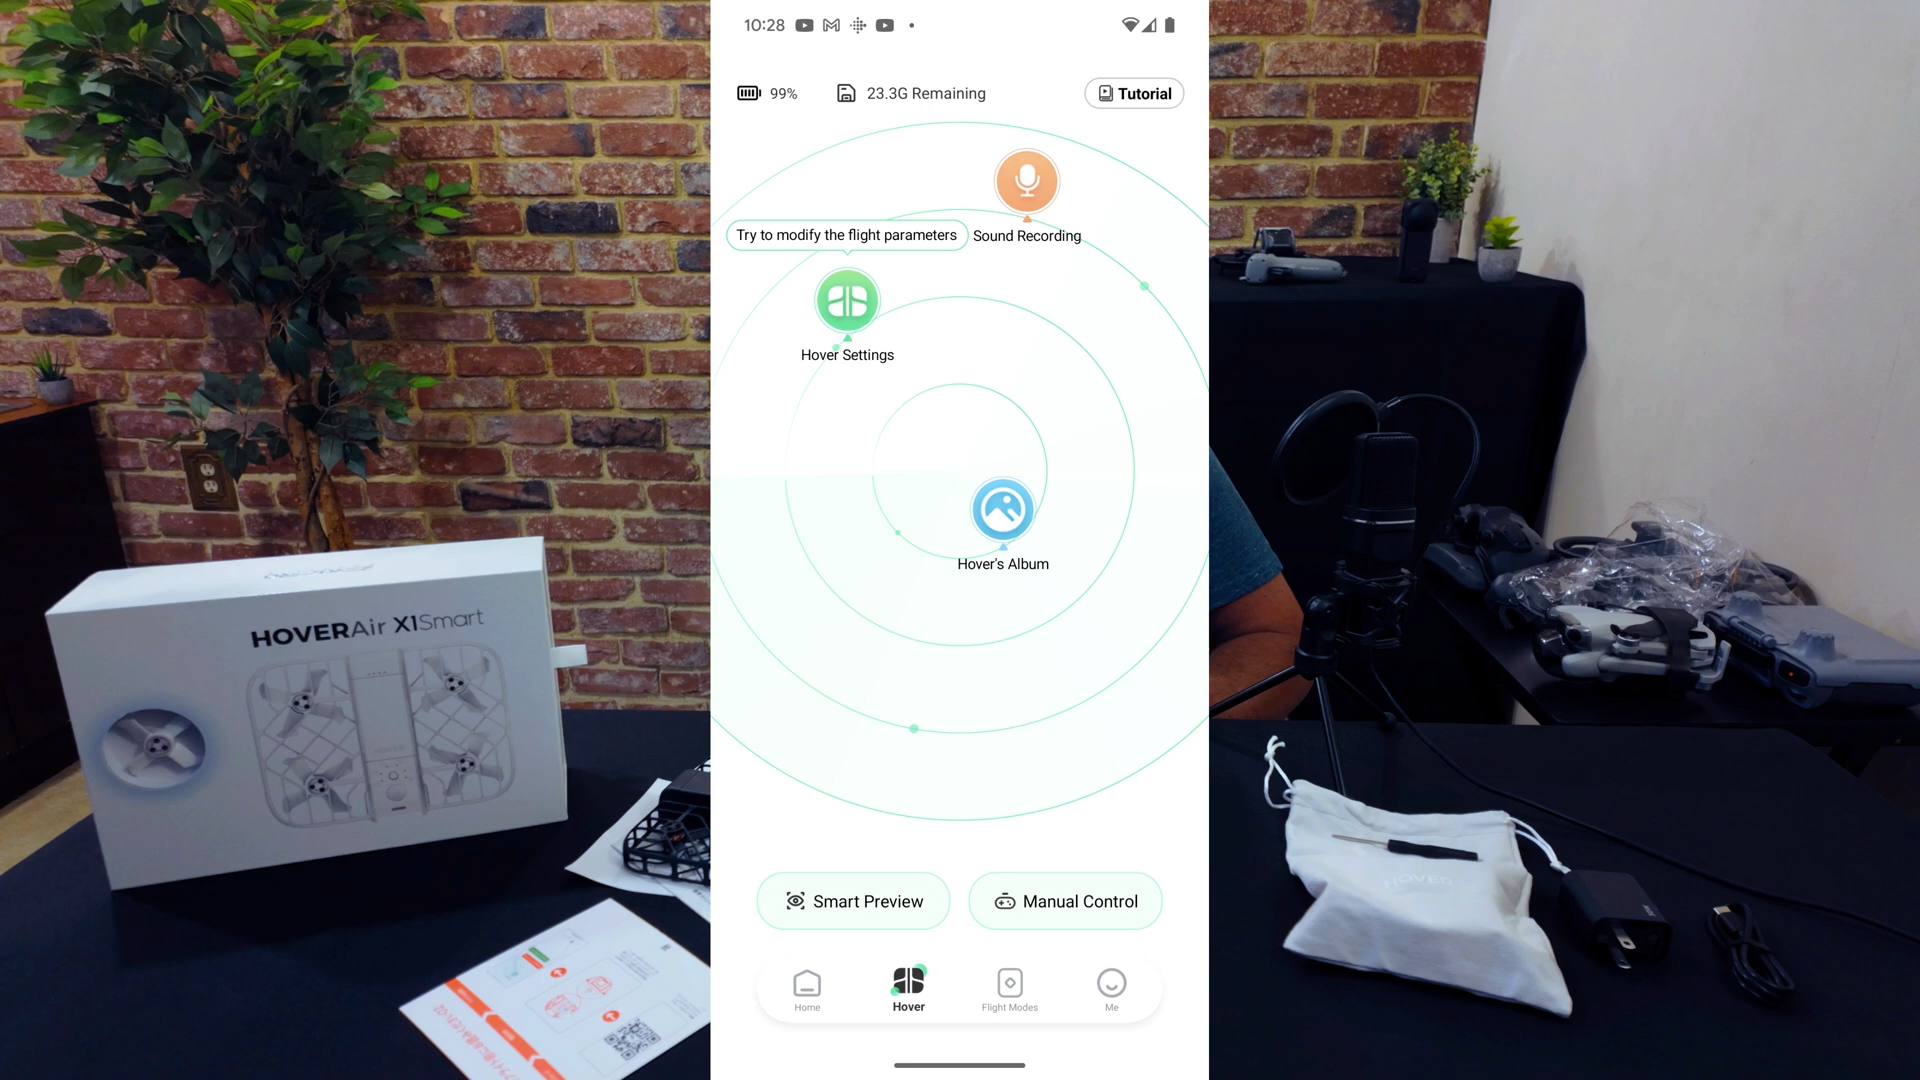 10:28
99%
23.3G Remaining
Tutorial
Try to modify the flight parameters
Sound Recording
Hover Settings
Hover's Album
Smart Preview
Manual Control
Home
Hover
Flight Modes
Me
HOVERAir X1Smart
HOVER